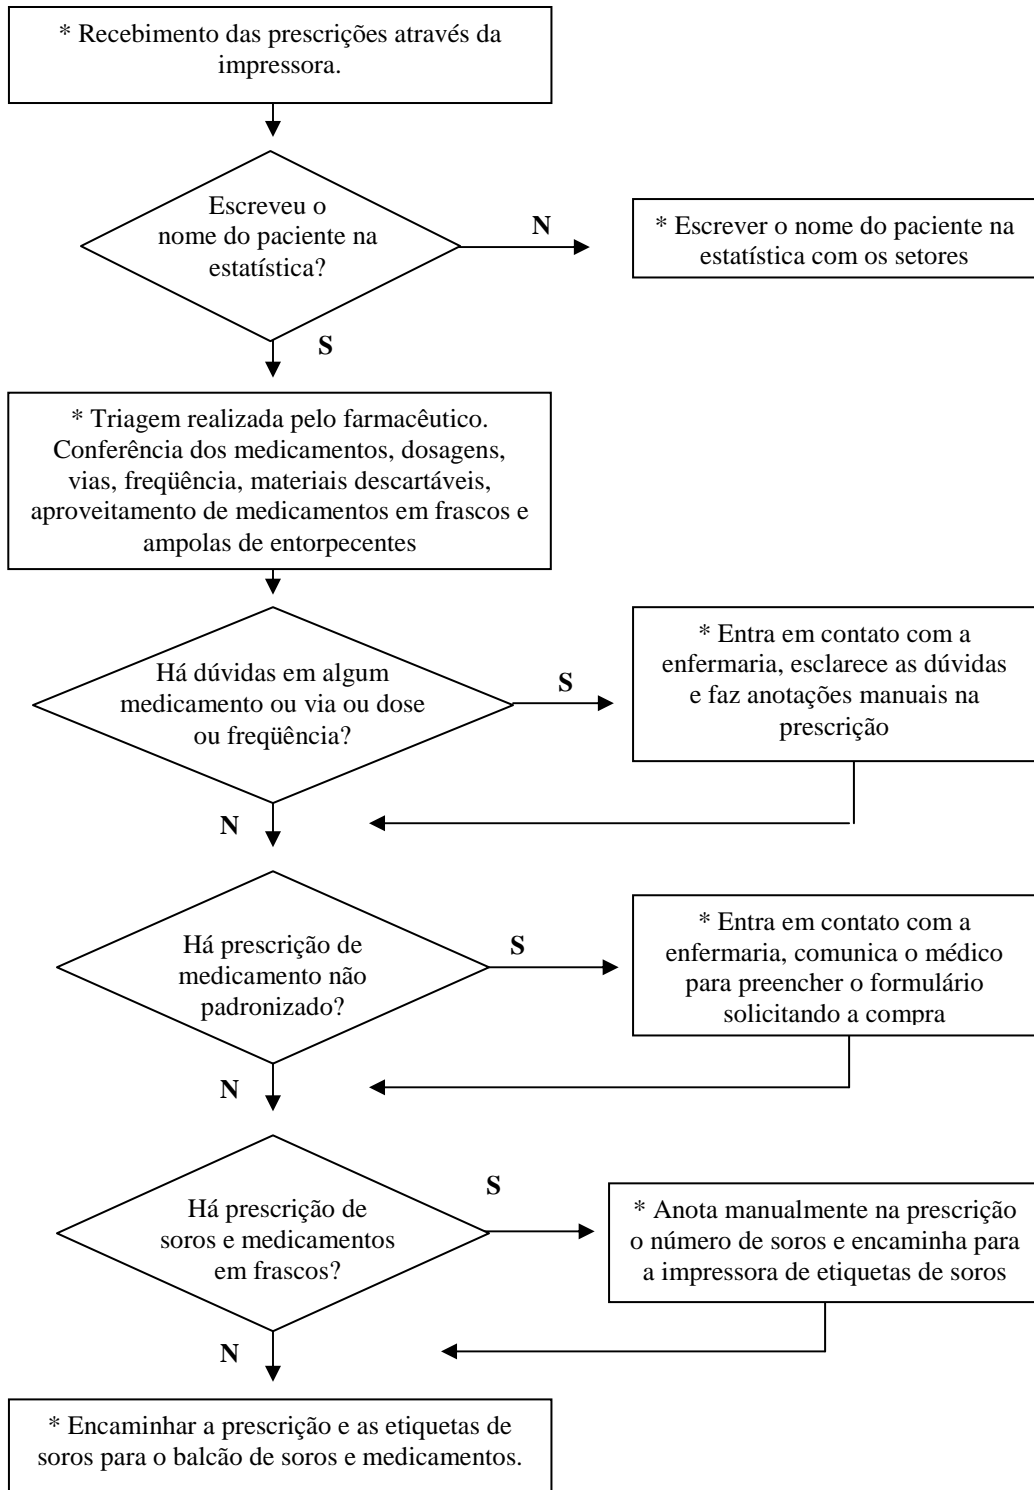 * Recebimento das prescrições através da
impressora.
Escreveu o
nome do paciente na
estatística?
N
* Escrever o nome do paciente na
estatística com os setores
S
* Triagem realizada pelo farmacêutico.
Conferência dos medicamentos, dosagens,
vias, freqüência, materiais descartáveis,
aproveitamento de medicamentos em frascos e
ampolas de entorpecentes
Há dúvidas em algum
medicamento ou via ou dose
ou freqüência?
S
* Entra em contato com a
enfermaria, esclarece as dúvidas
e faz anotações manuais na
prescrição
N
Há prescrição de
medicamento não
padronizado?
S
* Entra em contato com a
enfermaria, comunica o médico
para preencher o formulário
solicitando a compra
N
Há prescrição de
soros e medicamentos
em frascos?
S
* Anota manualmente na prescrição
o número de soros e encaminha para
a impressora de etiquetas de soros
N
* Encaminhar a prescrição e as etiquetas de
soros para o balcão de soros e medicamentos.